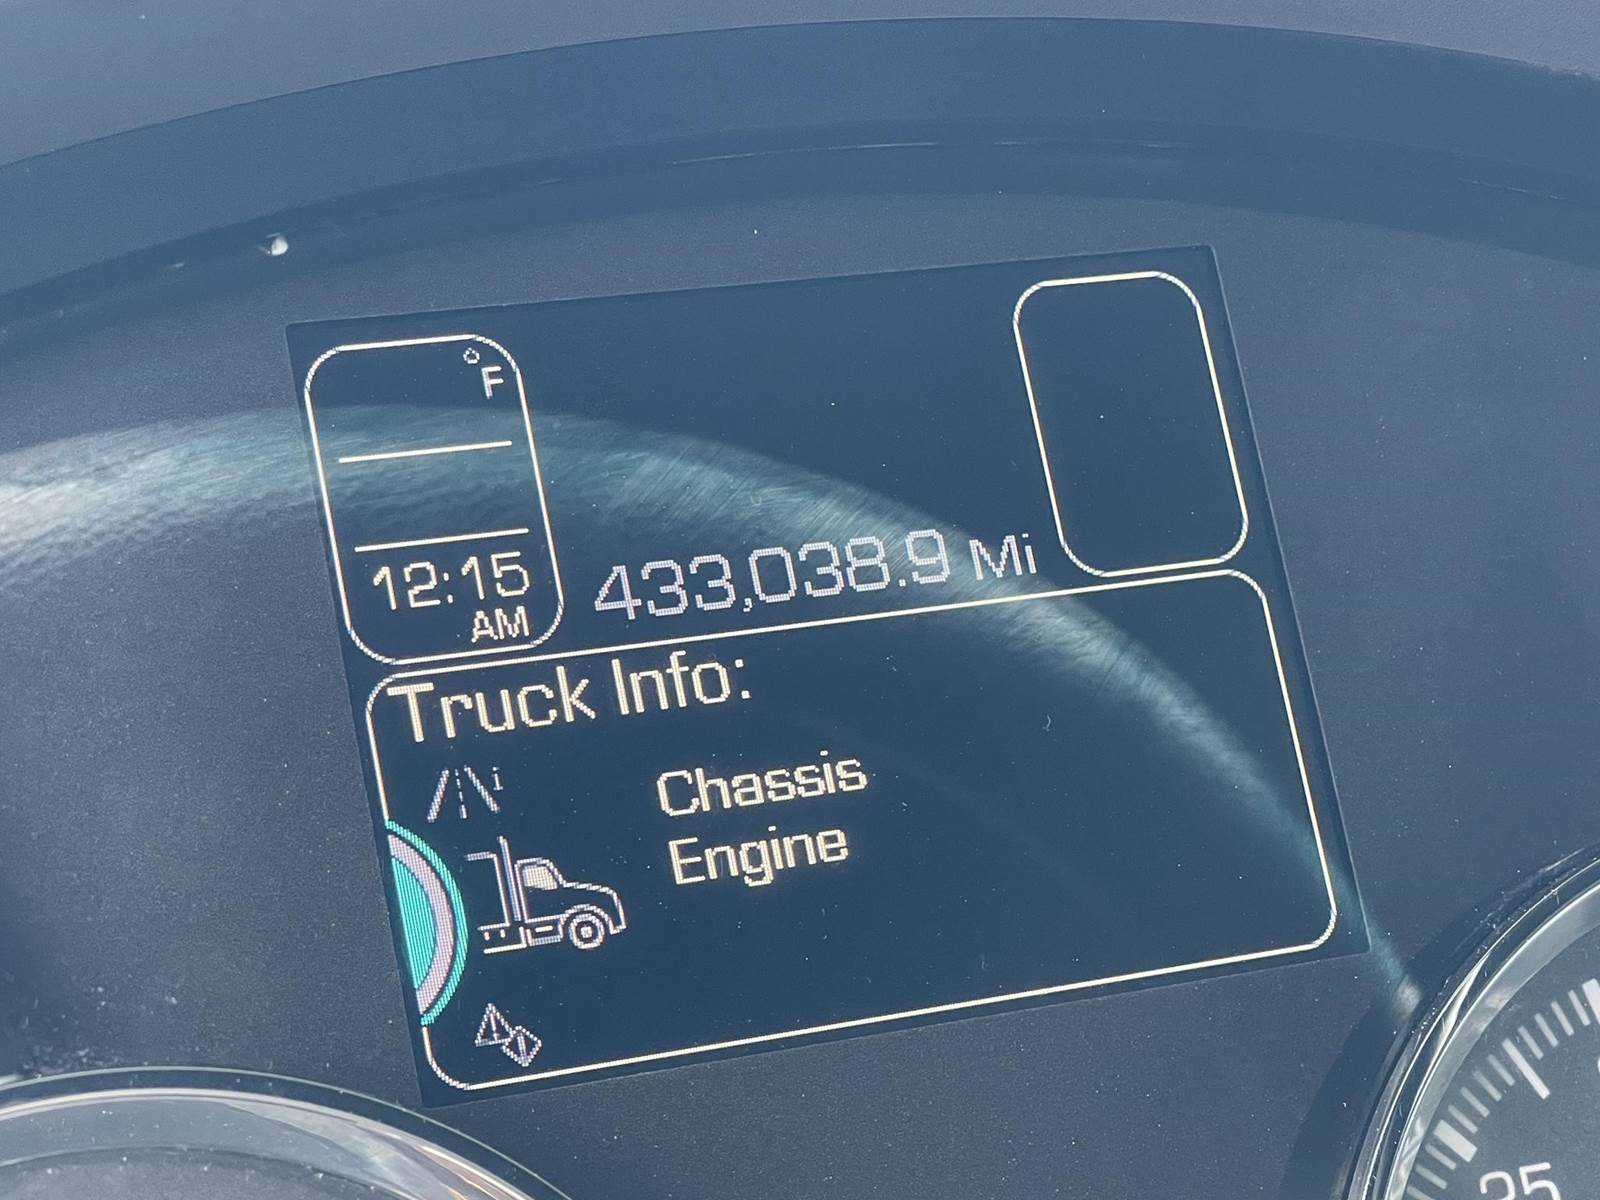 °F
12:15
AM
433,038.9 Mi
Truck Info:
Chassis
Engine
25